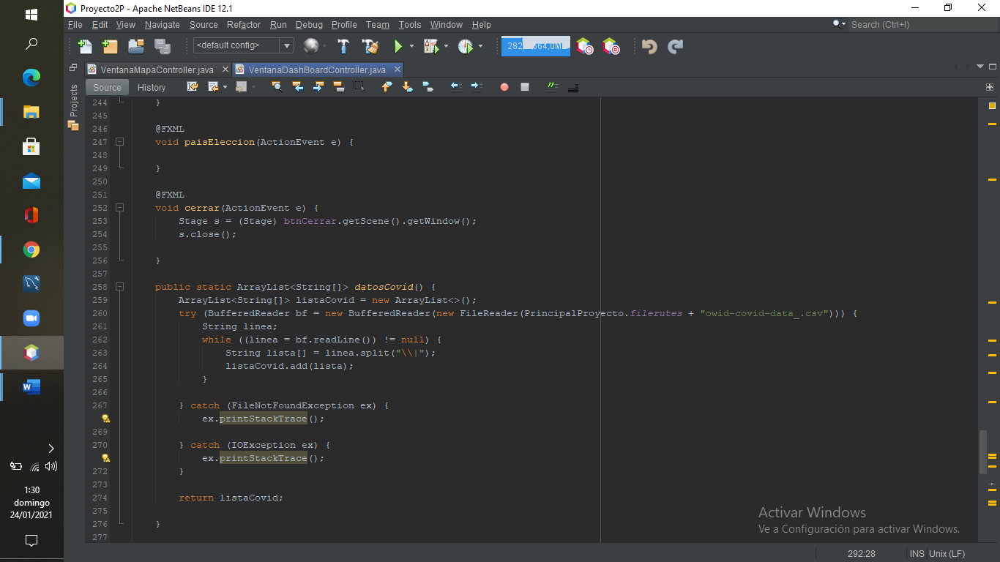 Proyecto2P - Apache NetBeans IDE 12.1
File Edit View Navigate Source Refactor Run Debug Profile Team Tools Window Help
Search (Ctrl+I)
<default config>
VentanaMapaController.java
VentanaDashBoardController.java
Projects
Source
History
244 }
245
246 @FXML
247 void paisEleccion(ActionEvent e) {
248
249 }
250
251 @FXML
252 void cerrar(ActionEvent e) {
253 Stage s = (Stage) btnCerrar.getScene().getWindow();
254 s.close();
255
256 }
257
258 public static ArrayList<String[]> datosCovid() {
259 ArrayList<String[]> listaCovid = new ArrayList<>();
260 try (BufferedReader bf = new BufferedReader(new FileReader(PrincipalProyecto.filerutes + "owid-covid-data_.csv"))) {
261 String linea;
262 while ((linea = bf.readLine()) != null) {
263 String lista[] = linea.split("\\|");
264 listaCovid.add(lista);
265 }
266
267 } catch (FileNotFoundException ex) {
ex.printStackTrace();
269
270 } catch (IOException ex) {
ex.printStackTrace();
272 }
273
274 return listaCovid;
275
276 }
277
Activar Windows
Ve a Configuración para activar Windows.
292:28
INS
Unix (LF)
1:30
domingo
24/01/2021